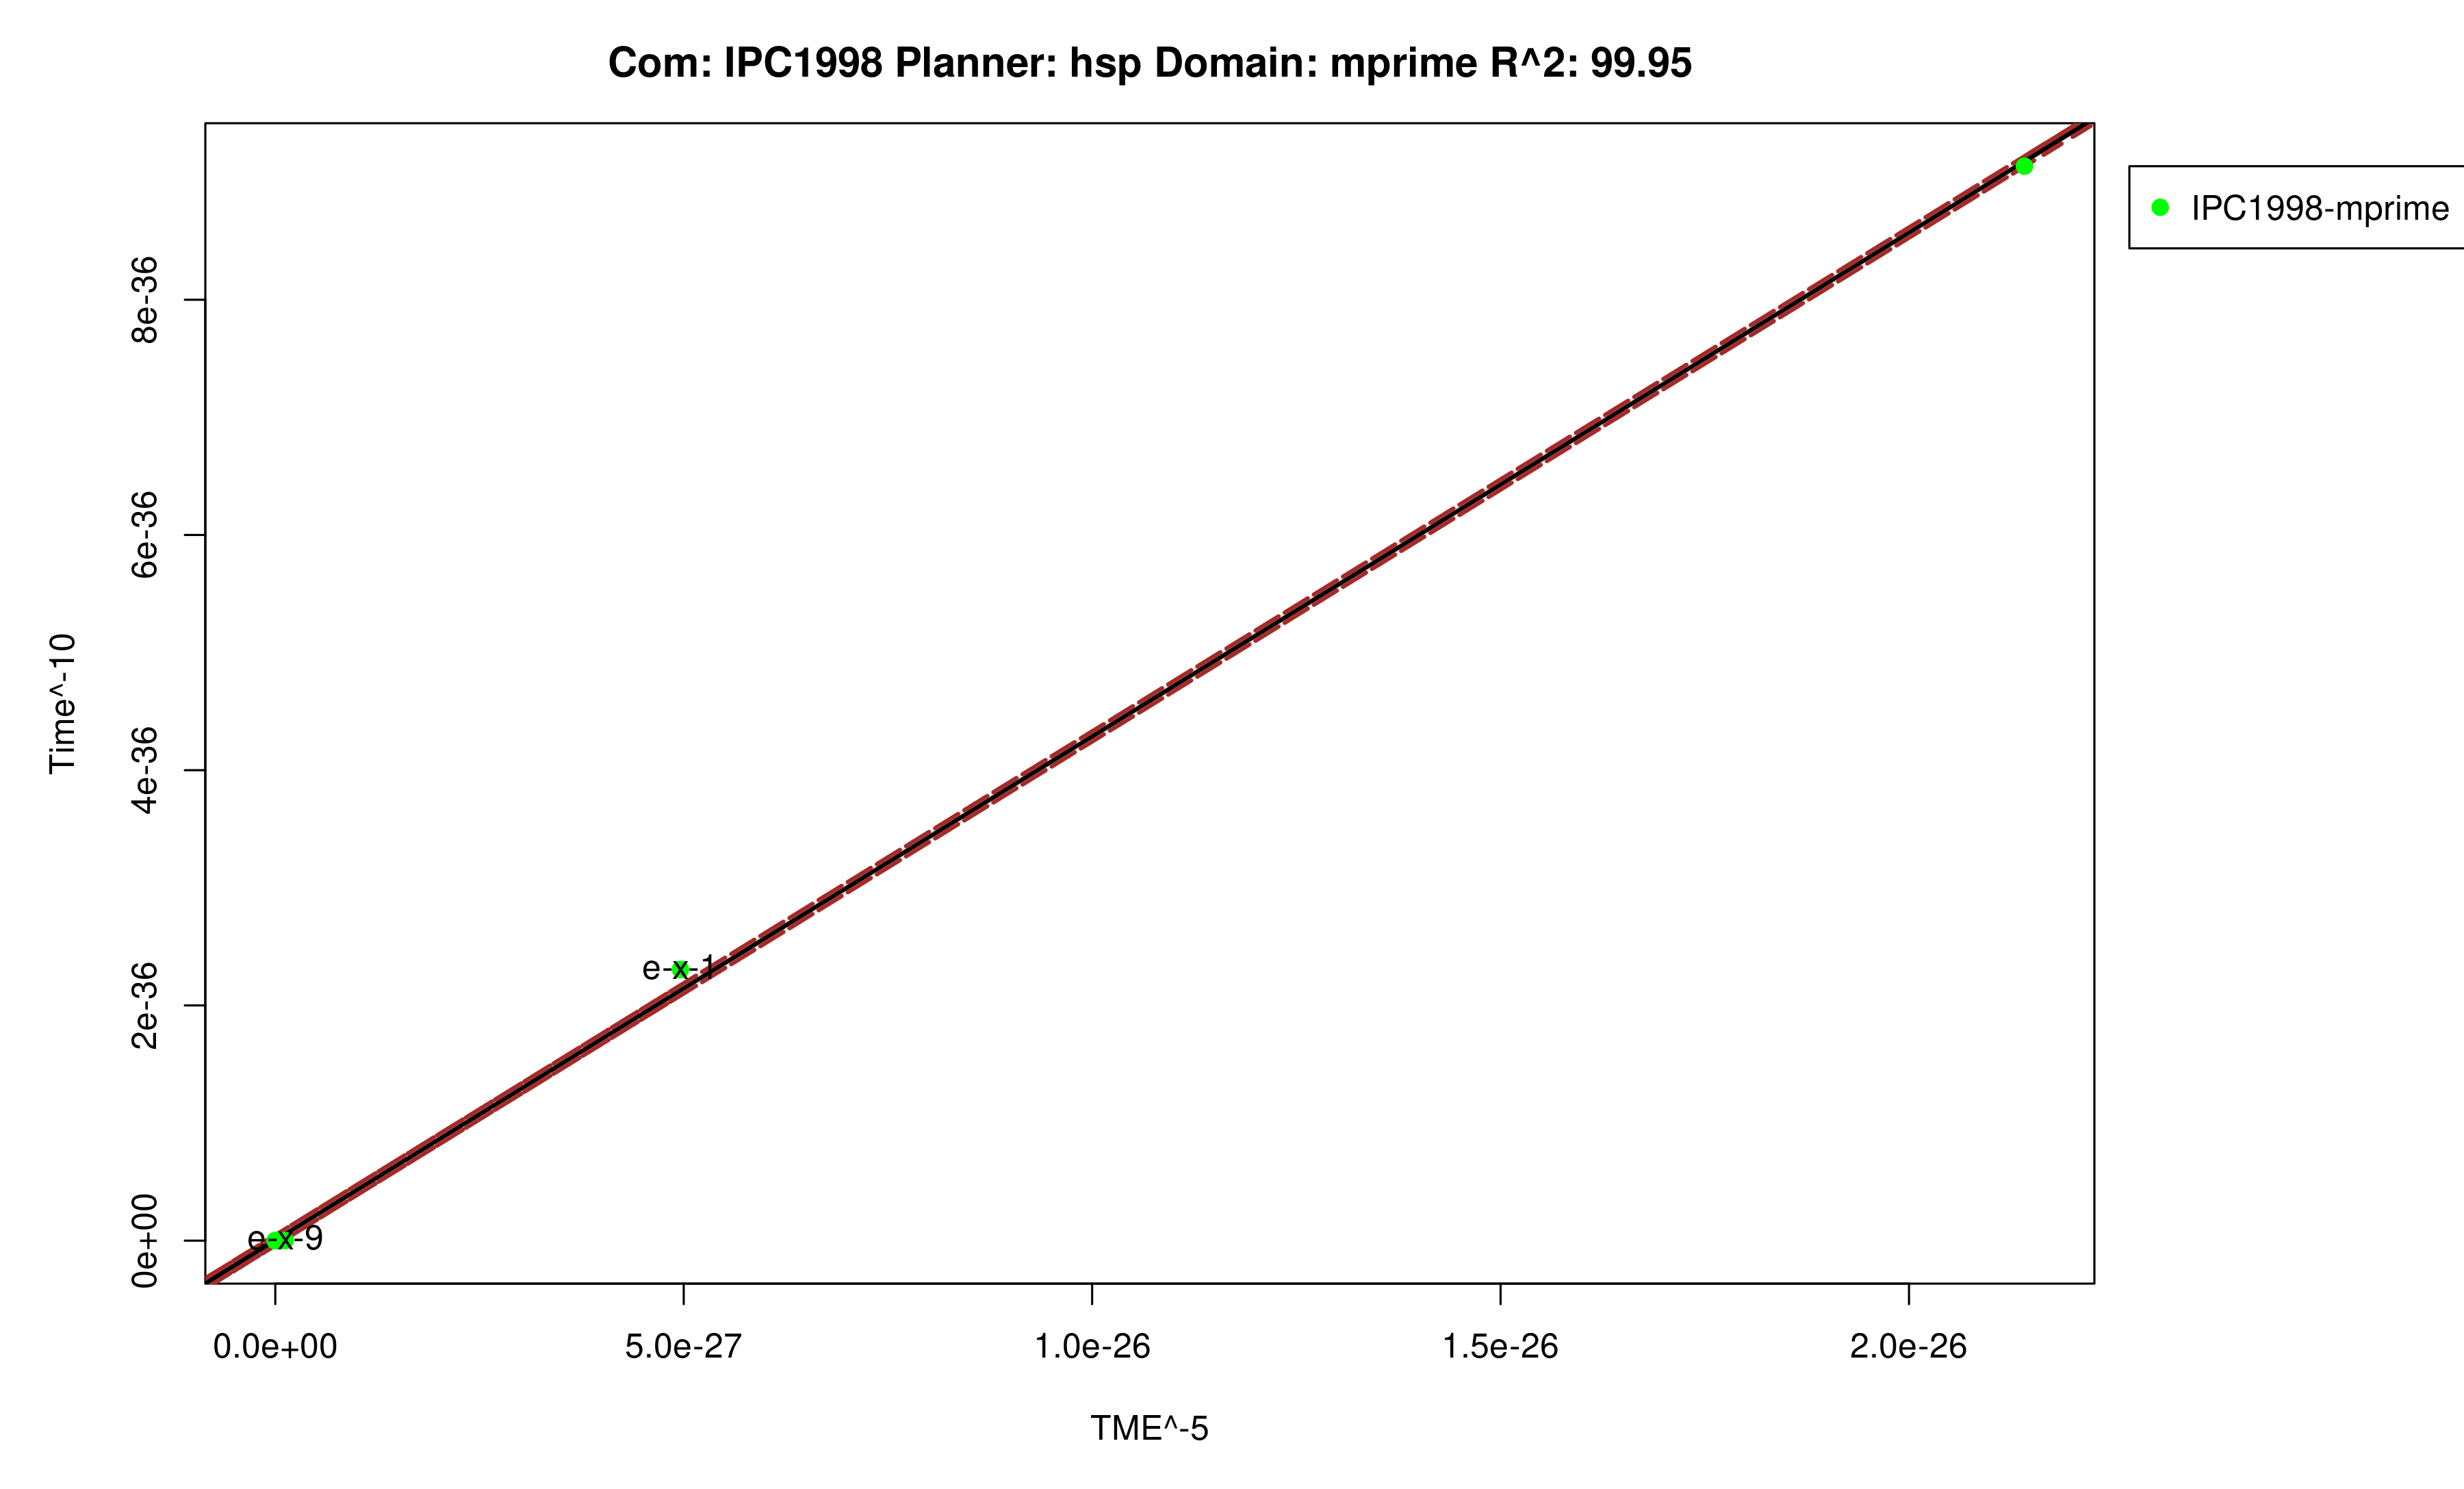 Com: IPC1998 Planner: hsp Domain: mprime R^2: 99.95
IPC1998-mprime
8e-36
6e-36
4e-36
2e-36
0e+00
Time^-10
e-x-1
e-x-9
0.0e+00 5.0e-27 1.0e-26 1.5e-26 2.0e-26
TME^-5